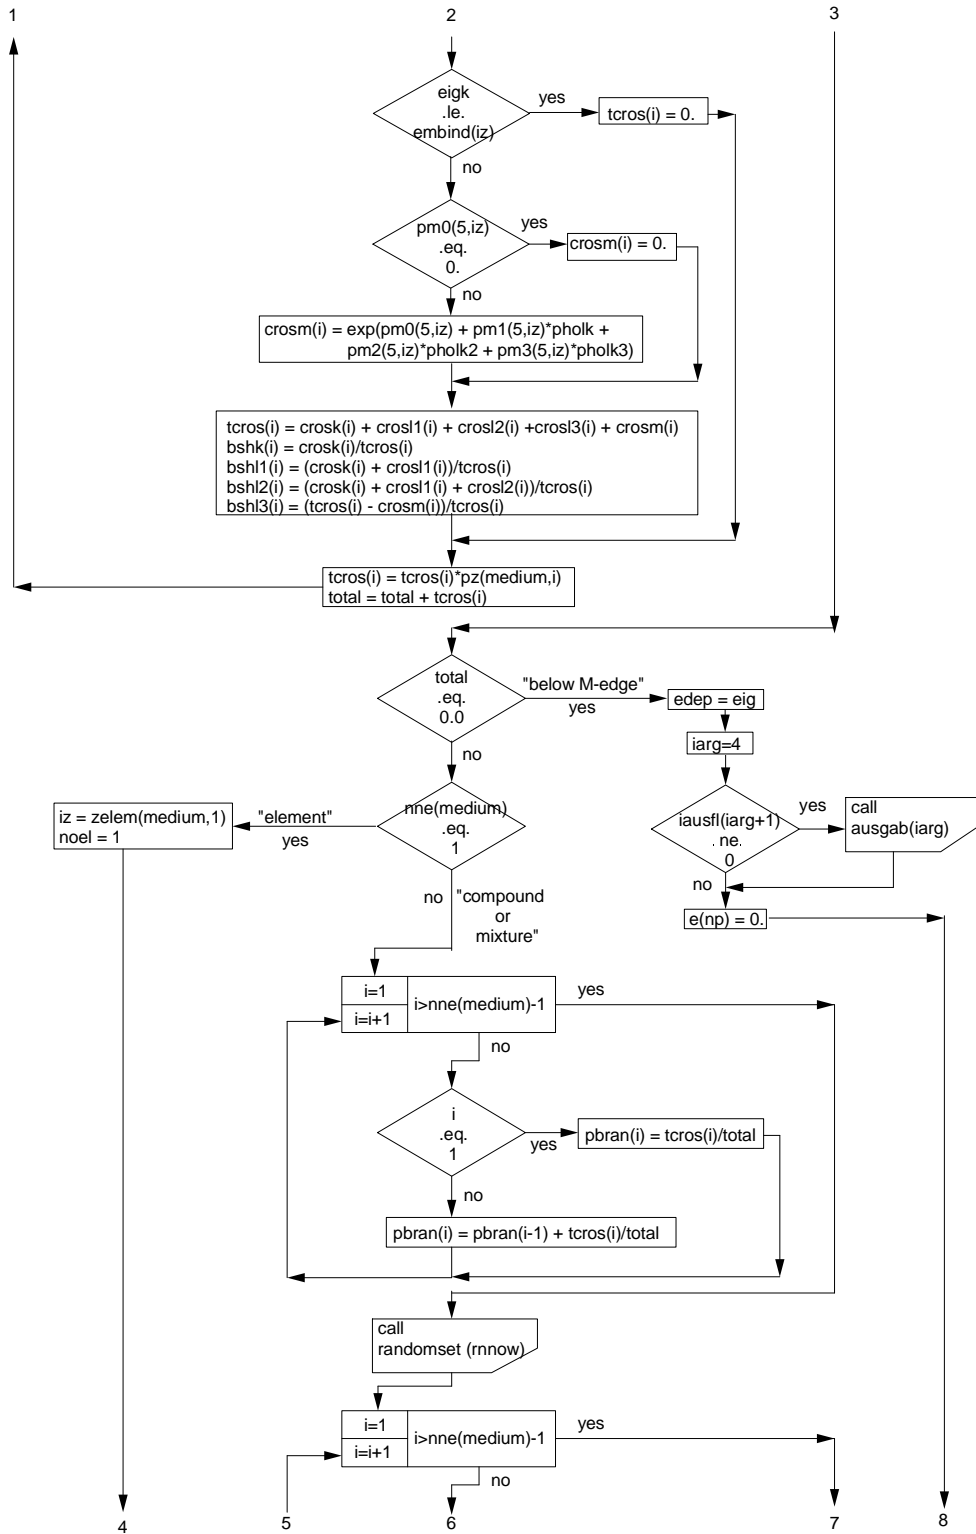 1
2
3
eigk
.le.
embind(iz)
yes
tcros(i) = 0.
no
pm0(5,iz)
.eq.
0.
yes
crosm(i) = 0.
no
crosm(i) = exp(pm0(5,iz) + pm1(5,iz)*pholk +
pm2(5,iz)*pholk2 + pm3(5,iz)*pholk3)
tcros(i) = crosk(i) + crosl1(i) + crosl2(i) +crosl3(i) + crosm(i)
bshk(i) = crosk(i)/tcros(i)
bshl1(i) = (crosk(i) + crosl1(i))/tcros(i)
bshl2(i) = (crosk(i) + crosl1(i) + crosl2(i))/tcros(i)
bshl3(i) = (tcros(i) - crosm(i))/tcros(i)
tcros(i) = tcros(i)*pz(medium,i)
total = total + tcros(i)
total
.eq.
0.0
"below M-edge"
yes
edep = eig
iarg=4
no
nne(medium)
.eq.
1
"element"
yes
iz = zelem(medium,1)
noel = 1
iausfl(iarg+1)
. ne.
0
yes
call
ausgab(iarg)
no
e(np) = 0.
no
"compound
or
mixture"
i=1
i=i+1
i>nne(medium)-1
yes
no
i
.eq.
1
yes
pbran(i) = tcros(i)/total
no
pbran(i) = pbran(i-1) + tcros(i)/total
call
randomset (rnnow)
i=1
i=i+1
i>nne(medium)-1
yes
no
4
5
6
7
8